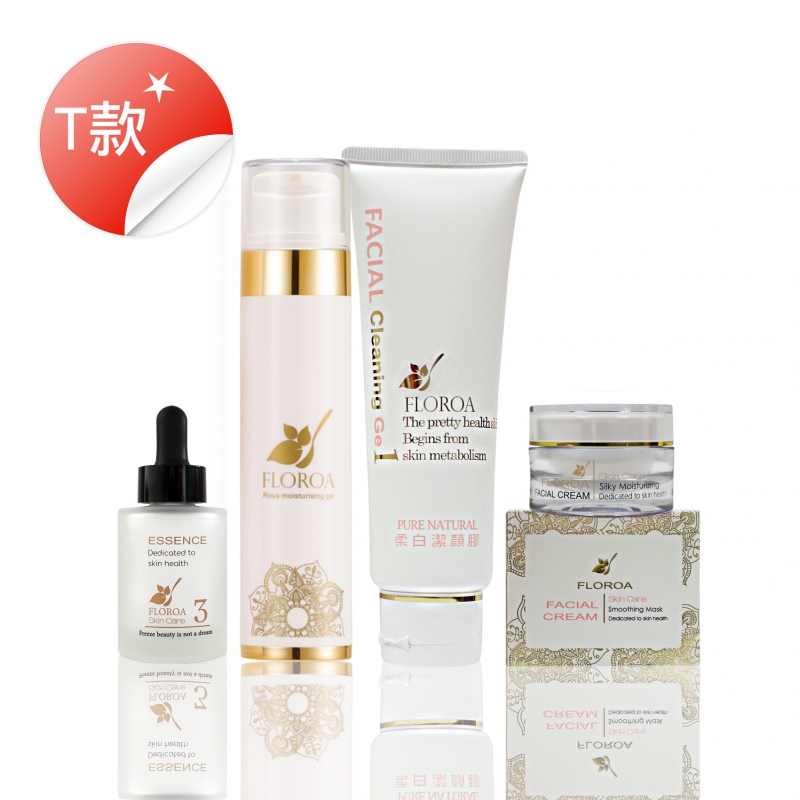 T款
ESSENCE
Dedicated to
skin health
FLOROA
Skin Care
3
Freeze beauty is not a dream
FLOROA
Rose moisturising gel
FACIAL Cleaning Gel
1
FLOROA
The pretty health
Begins from
skin metabolism
PURE NATURAL
柔白潔顏膠
FLOROA
FACIAL CREAM
Skin Care
Silky Moisturizing
Dedicated to skin health
FLOROA
FACIAL
CREAM
Skin Care
Smoothing Mask
Dedicated to skin health